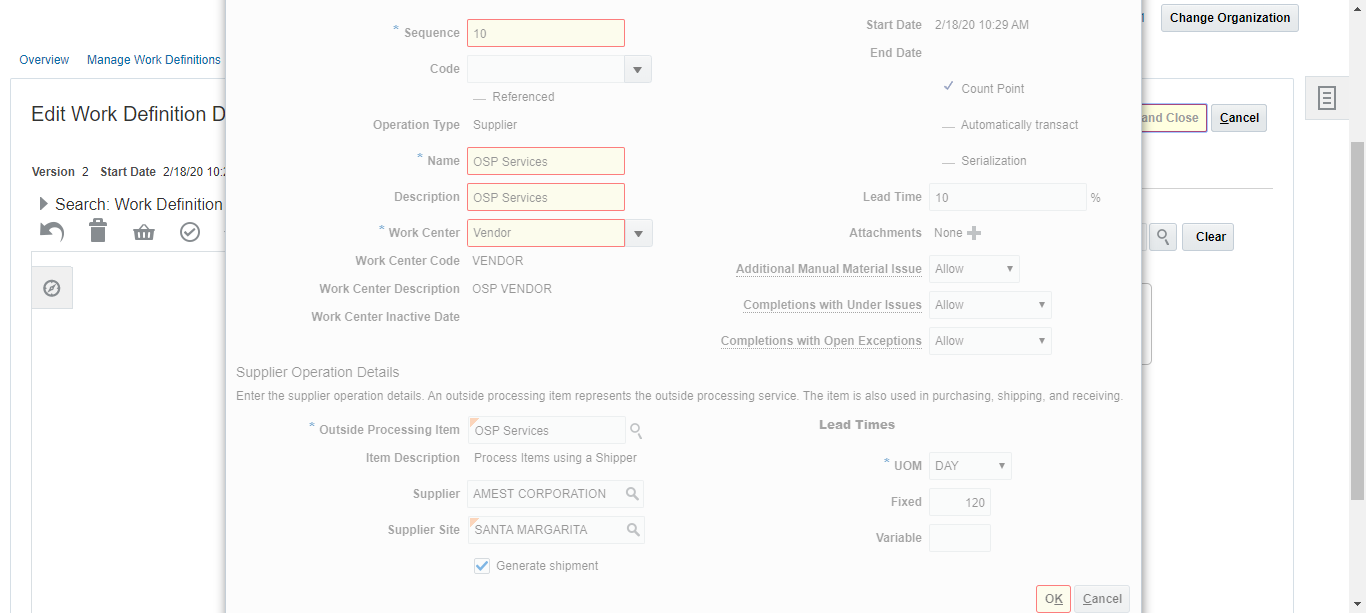 Overview Manage Work Definitions
Edit Work Definition D
Version 2 Start Date 2/18/20 10:2
Search: Work Definition
* Sequence 10
Code
Referenced
Operation Type Supplier
* Name OSP Services
Description OSP Services
* Work Center Vendor
Work Center Code VENDOR
Work Center Description OSP VENDOR
Work Center Inactive Date
Start Date 2/18/20 10:29 AM
End Date
Count Point
Automatically transact
Serialization
Lead Time 10 %
Attachments None
Additional Manual Material Issue Allow
Completions with Under Issues Allow
Completions with Open Exceptions Allow
Supplier Operation Details
Enter the supplier operation details. An outside processing item represents the outside processing service. The item is also used in purchasing, shipping, and receiving.
* Outside Processing Item OSP Services
Item Description Process Items using a Shipper
Supplier AMEST CORPORATION
Supplier Site SANTA MARGARITA
Generate shipment
Lead Times
* UOM DAY
Fixed 120
Variable
OK Cancel
Change Organization
and Close Cancel
Clear